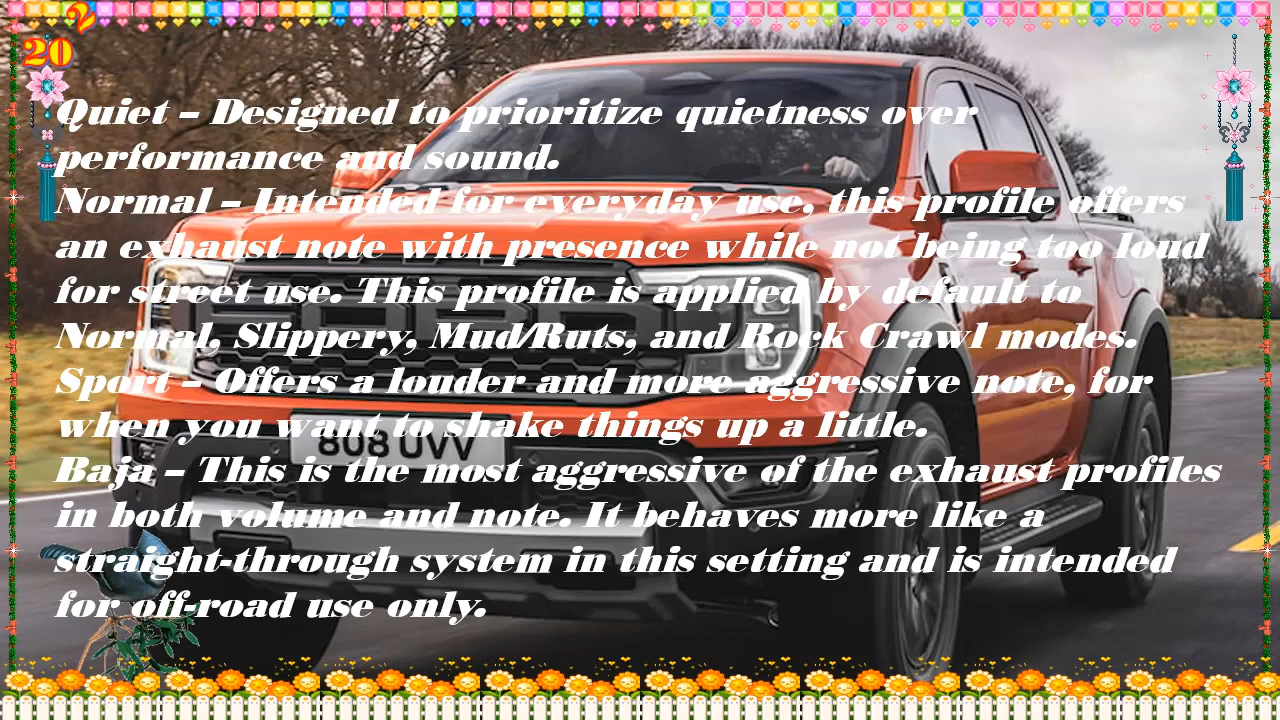 20
2
Quiet – Designed to prioritize quietness over
performance and sound.
Normal – Intended for everyday use, this profile offers
an exhaust note with presence while not being too loud
for street use. This profile is applied by default to
Normal, Slippery, Mud/Ruts, and Rock Crawl modes.
Sport – Offers a louder and more aggressive note, for
when you want to shake things up a little.
Baja – This is the most aggressive of the exhaust profiles
in both volume and note. It behaves more like a
straight-through system in this setting and is intended
for off-road use only.
FORD
808 UVV